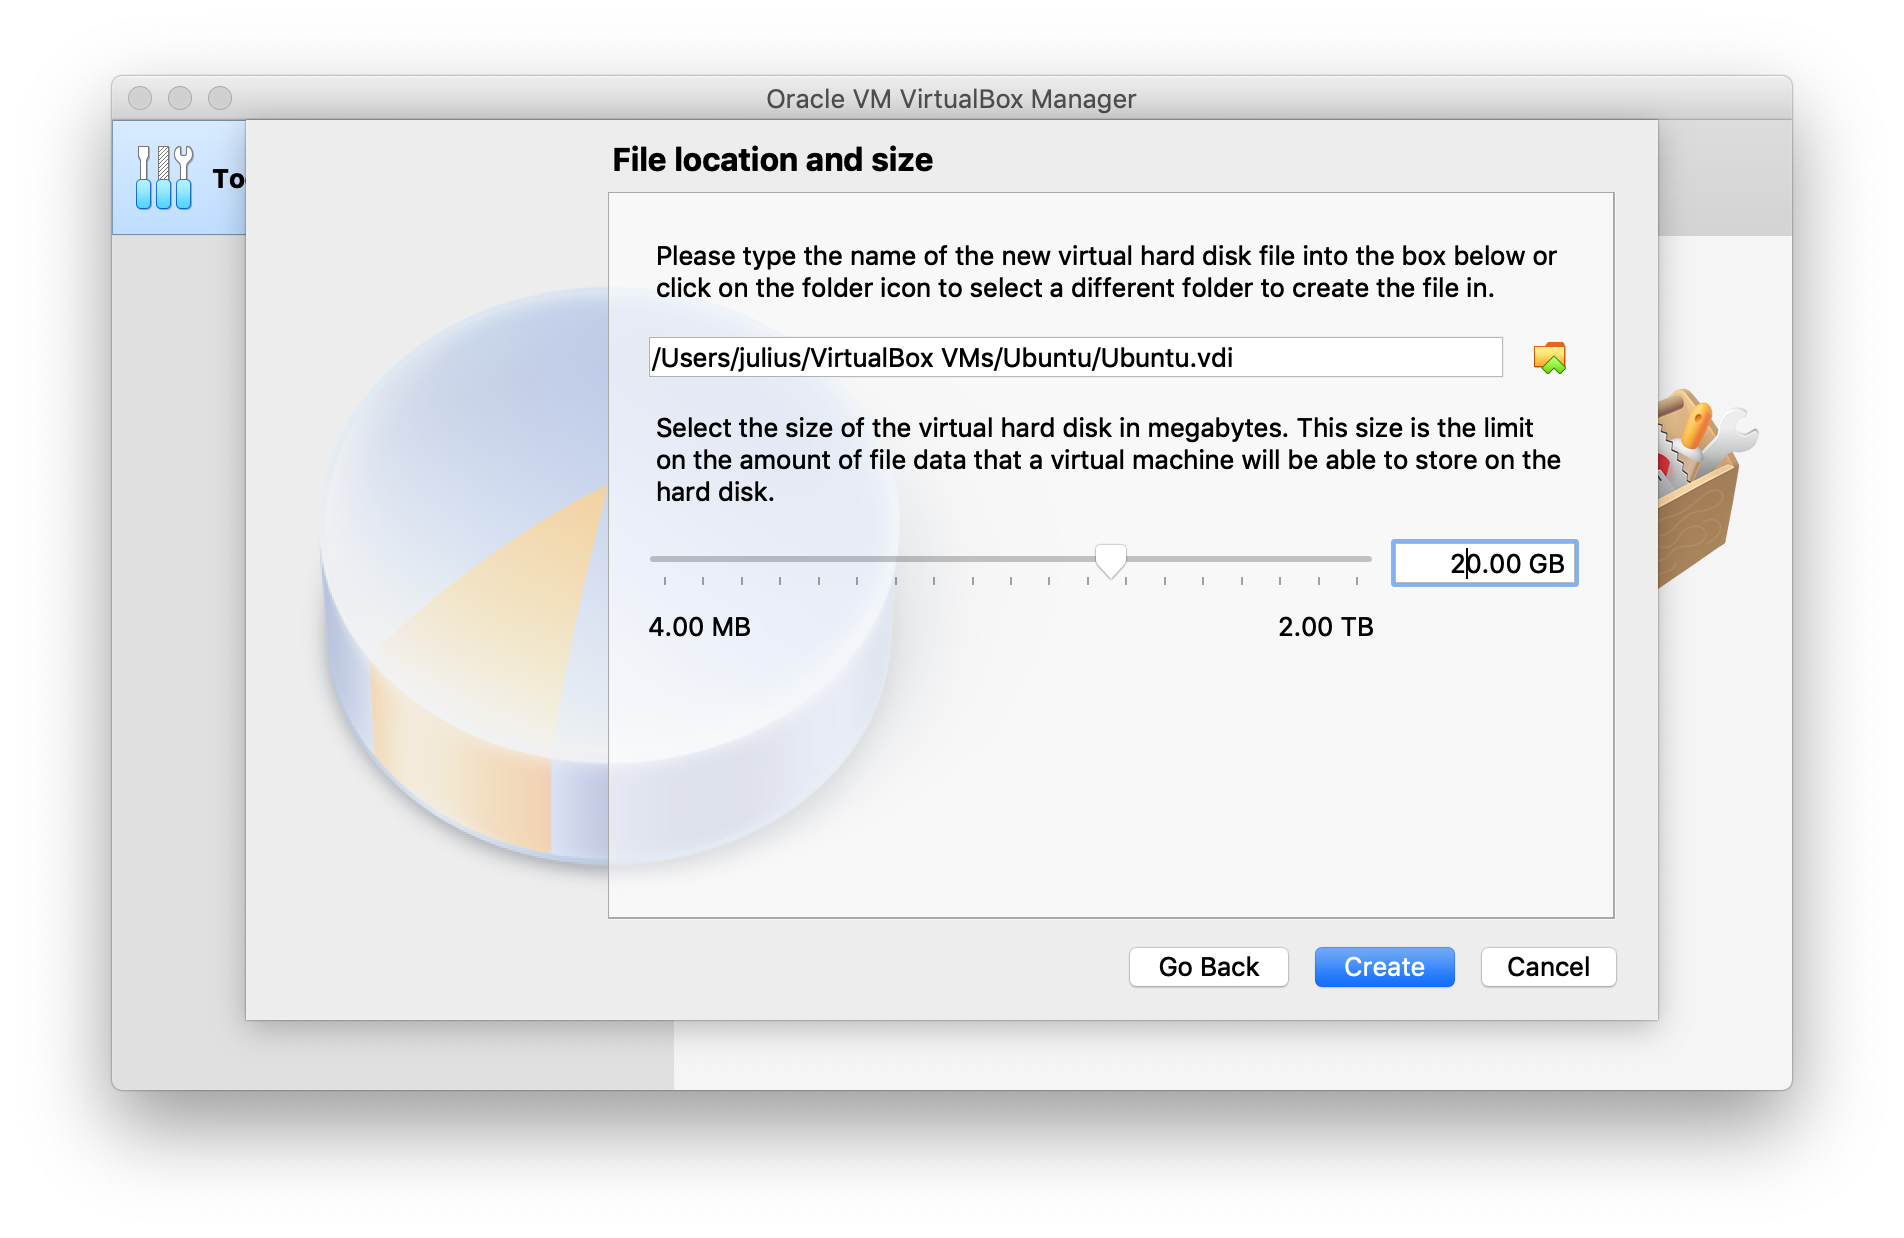 Oracle VM VirtualBox Manager
To
File location and size
Please type the name of the new virtual hard disk file into the box below or
click on the folder icon to select a different folder to create the file in.
/Users/julius/VirtualBox VMs/Ubuntu/Ubuntu.vdi
Select the size of the virtual hard disk in megabytes. This size is the limit
on the amount of file data that a virtual machine will be able to store on the
hard disk.
20.00 GB
4.00 MB 2.00 TB
Go Back Create Cancel